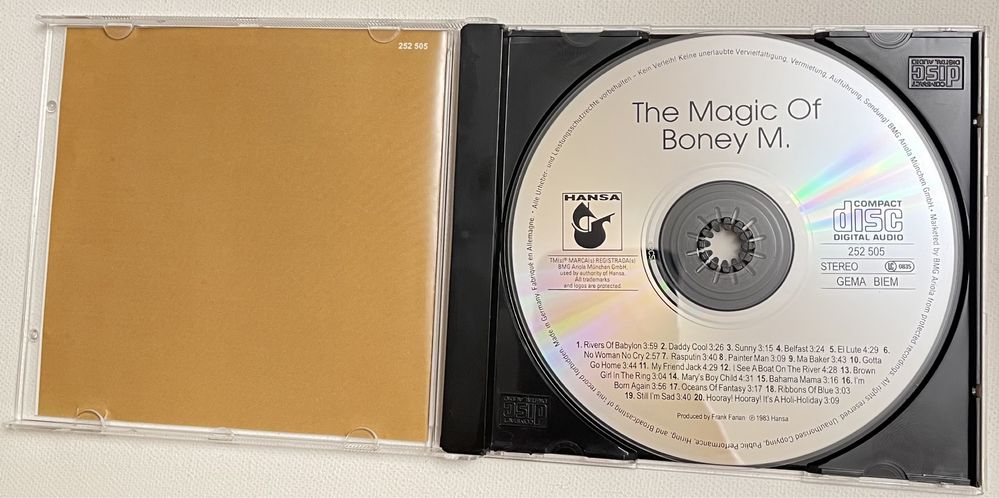 252 505
The Magic Of
Boney M.
HANSA
TM(s)® MARCA(s) REGISTRADA(s)
BMG Ariola München GmbH,
used by authority of Hansa.
All trademarks
and logos are protected
COMPACT
disc
DIGITAL AUDIO
252 505
STEREO LC 0835
GEMA BIEM
1. Rivers Of Babylon 3:59 2. Daddy Cool 3:26 3. Sunny 3:15 4. Belfast 3:24 5. El Lute 4:29 6.
No Woman No Cry 2:57 7. Rasputin 3:40 8. Painter Man 3:09 9. Ma Baker 3:43 10. Gotta
Go Home 3:44 11. My Friend Jack 4:29 12. I See A Boat On The River 4:28 13. Brown
Girl In The Ring 3:04 14. Mary's Boy Child 4:31 15. Bahama Mama 3:16 16. I'm
Born Again 3:56 17. Oceans Of Fantasy 3:17 18. Ribbons Of Blue 3:03
19. Still I'm Sad 3:40 20. Hooray! Hooray! It's A Holi-Holiday 3:09
Produced by Frank Farian ℗ 1983 Hansa
Made in Germany. Fabriqué en Allemagne. • Alle Urheber- und Leistungsschutzrechte vorbehalten – Kein Verleih! Keine unerlaubte Vervielfältigung, Vermietung, Aufführung, Sendung! BMG Ariola München GmbH • Marketed by BMG Ariola from protected recordings. All rights reserved. Unauthorised Copying, Public Performance, Hiring, and Broadcasting of this record forbidden.
COMPACT
disc
DIGITAL AUDIO
COMPACT
disc
DIGITAL AUDIO
COMPACT
disc
DIGITAL AUDIO